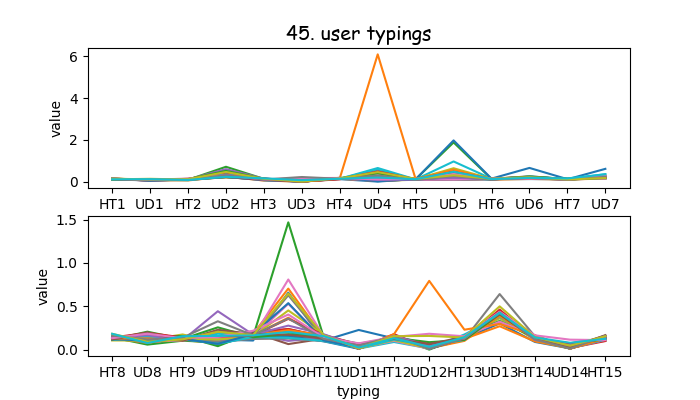 45. user typings
value
6
4
2
0
HT1 UD1 HT2 UD2 HT3 UD3 HT4 UD4 HT5 UD5 HT6 UD6 HT7 UD7
value
1.5
1.0
0.5
0.0
HT8 UD8 HT9 UD9 HT10 UD10 HT11 UD11 HT12 UD12 HT13 UD13 HT14 UD14 HT15
typing